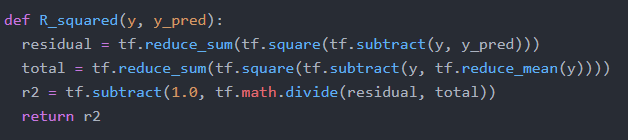 def R_squared(y, y_pred):
  residual = tf.reduce_sum(tf.square(tf.subtract(y, y_pred)))
  total = tf.reduce_sum(tf.square(tf.subtract(y, tf.reduce_mean(y))))
  r2 = tf.subtract(1.0, tf.math.divide(residual, total))
  return r2